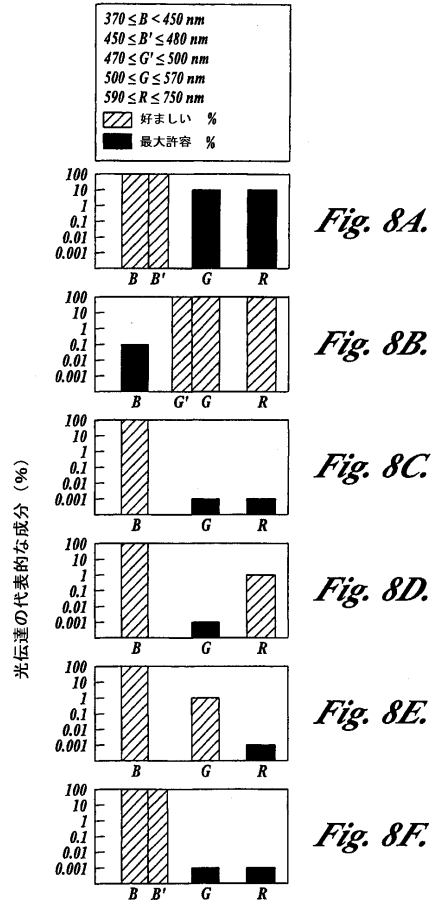 370 ≤ B < 450 nm
450 ≤ B' ≤ 480 nm
470 ≤ G' ≤ 500 nm
500 ≤ G ≤ 570 nm
590 ≤ R ≤ 750 nm
好ましい %
最大許容 %
光伝達の代表的な成分 (%)
100
10
1
0.1
0.01
0.001
B B' G R
Fig. 8A.
100
10
1
0.1
0.01
0.001
B G' G R
Fig. 8B.
100
10
1
0.1
0.01
0.001
B G R
Fig. 8C.
100
10
1
0.1
0.01
0.001
B G R
Fig. 8D.
100
10
1
0.1
0.01
0.001
B G R
Fig. 8E.
100
10
1
0.1
0.01
0.001
B B' G R
Fig. 8F.